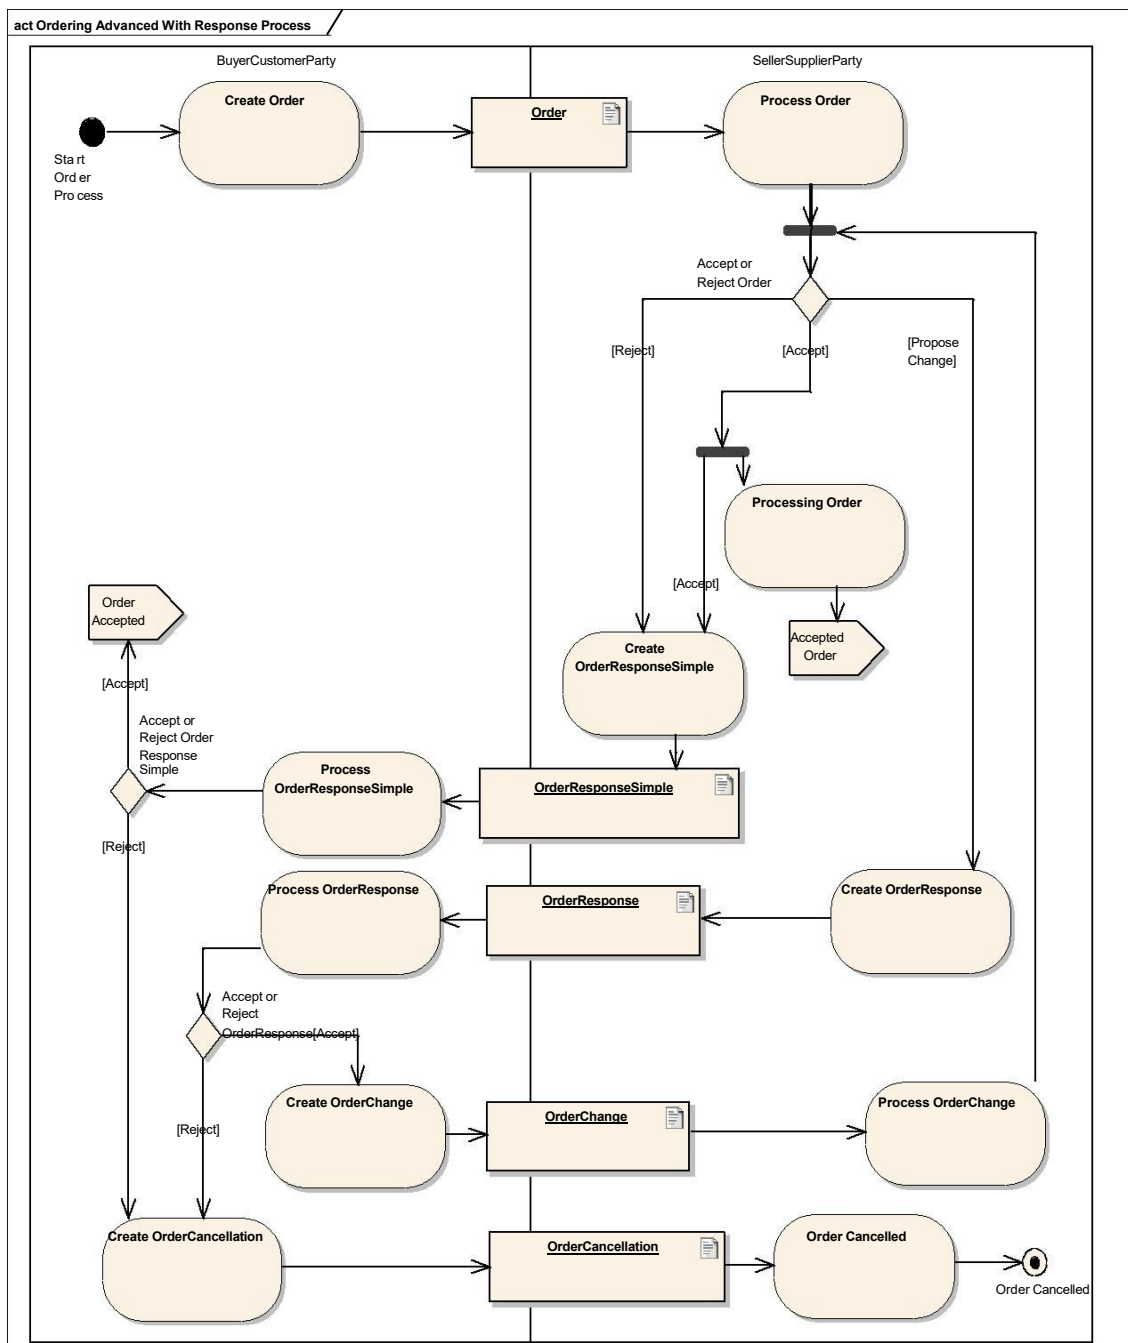 act Ordering Advanced With Response Process
BuyerCustomerParty
SellerSupplierParty
Create Order
Order
Process Order
Sta rt
Ord er
Pro cess
Accept or
Reject Order
[Reject]
[Accept]
[Propose
Change]
Processing Order
[Accept]
Order
Accepted
Accepted
Order
Create
OrderResponseSimple
[Accept]
Accept or
Reject Order
Response
Simple
Process
OrderResponseSimple
OrderResponseSimple
[Reject]
Process OrderResponse
OrderResponse
Create OrderResponse
Accept or
Reject
OrderResponse[Accept]
Create OrderChange
OrderChange
Process OrderChange
[Reject]
Create OrderCancellation
OrderCancellation
Order Cancelled
Order Cancelled